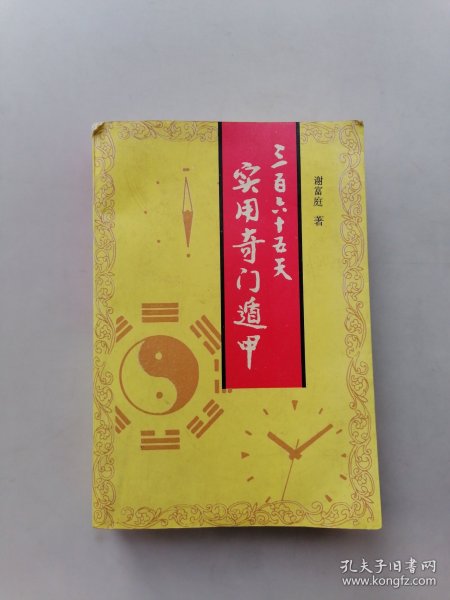 三百六十五天
实用奇门遁甲
谢富庭 著
孔夫子旧书网
www.kongfz.com